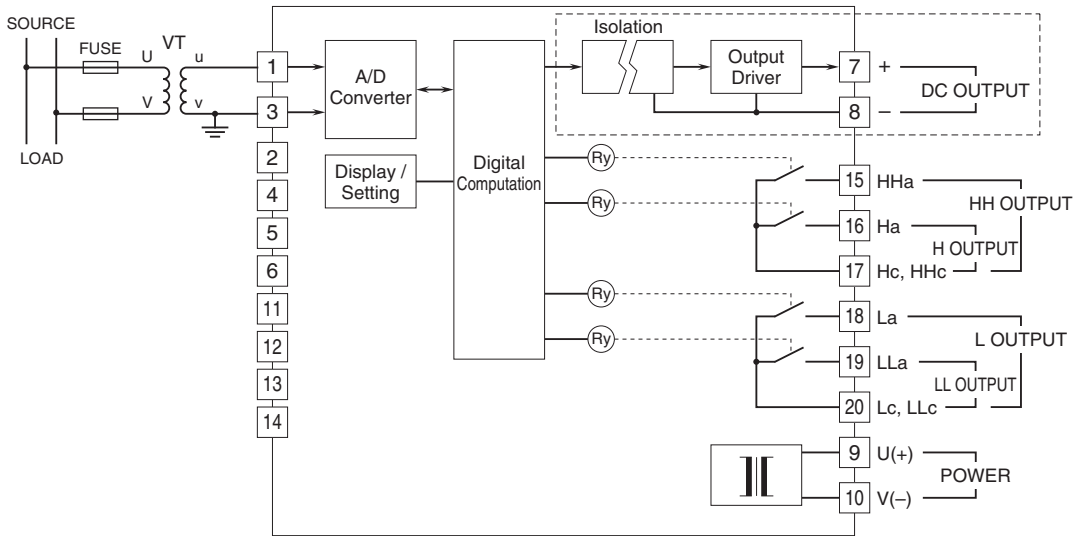 SOURCE
FUSE
VT
U
u
V
v
LOAD
1
3
2
4
5
6
11
12
13
14
A/D
Converter
Display /
Setting
Digital
Computation
Isolation
Output
Driver
7 +
8 −
DC OUTPUT
Ry
Ry
Ry
Ry
15 HHa
HH OUTPUT
16 Ha
H OUTPUT
17 Hc, HHc
18 La
L OUTPUT
19 LLa
LL OUTPUT
20 Lc, LLc
9 U(+)
POWER
10 V(−)